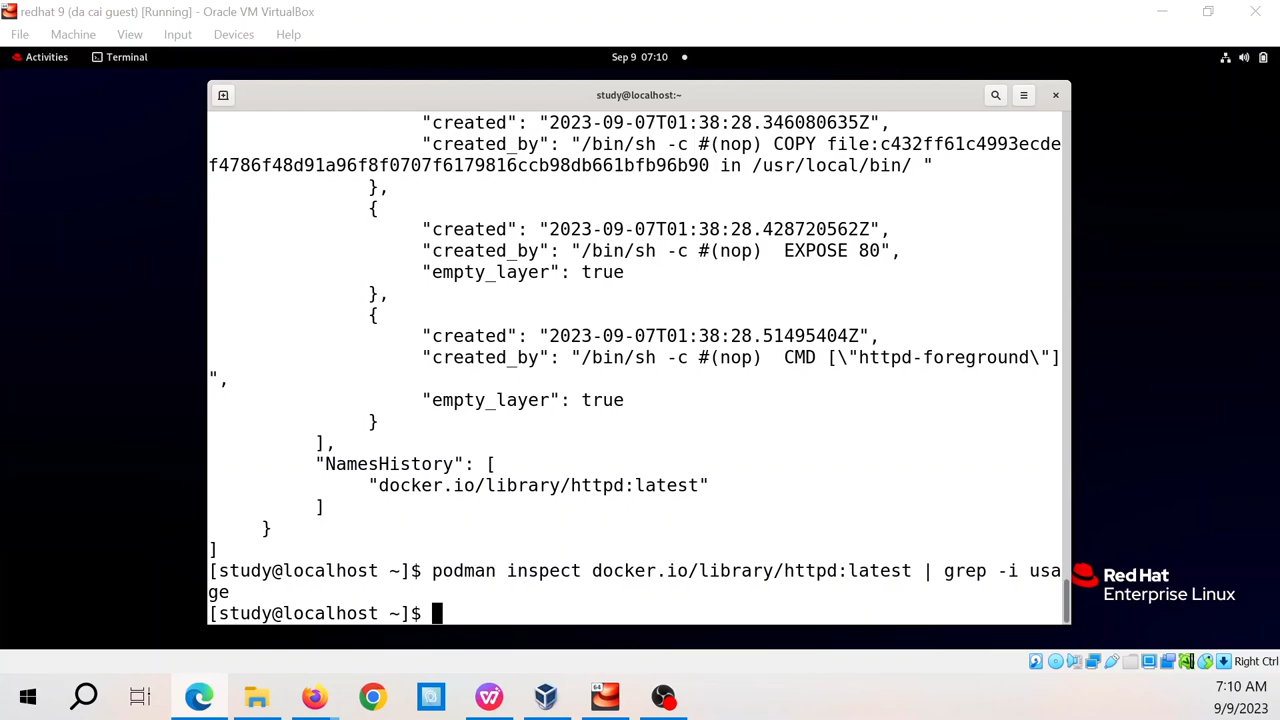 redhat 9 (da cai guest) [Running] - Oracle VM VirtualBox
File Machine View Input Devices Help
Activities Terminal Sep 9 07:10
study@localhost:~
"created": "2023-09-07T01:38:28.346080635Z",
"created_by": "/bin/sh -c #(nop) COPY file:c432ff61c4993ecde
f4786f48d91a96f8f0707f6179816ccb98db661bfb96b90 in /usr/local/bin/ "
},
{
"created": "2023-09-07T01:38:28.428720562Z",
"created_by": "/bin/sh -c #(nop)  EXPOSE 80",
"empty_layer": true
},
{
"created": "2023-09-07T01:38:28.51495404Z",
"created_by": "/bin/sh -c #(nop)  CMD [\"httpd-foreground\"]
",
"empty_layer": true
}
],
"NamesHistory": [
"docker.io/library/httpd:latest"
]
}
]
[study@localhost ~]$ podman inspect docker.io/library/httpd:latest | grep -i usa
ge
[study@localhost ~]$
Red Hat
Enterprise Linux
Right Ctrl
64
7:10 AM
9/9/2023